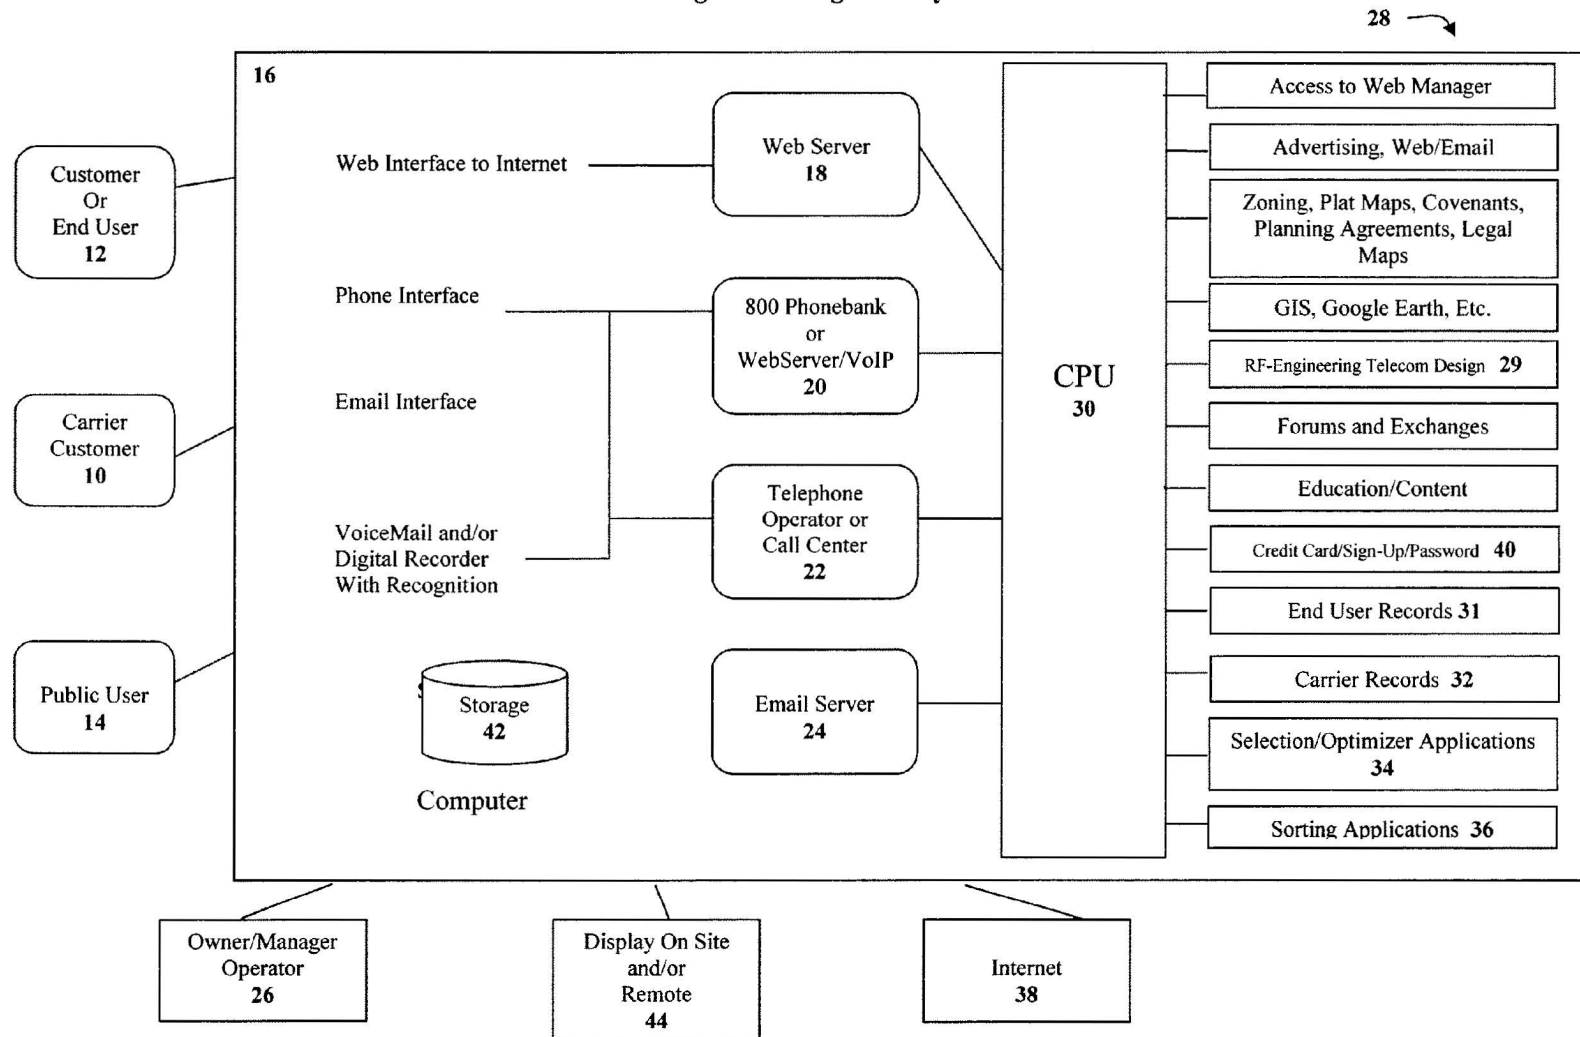 28
16
Customer
Or
End User
12
Carrier
Customer
10
Public User
14
Web Interface to Internet
Phone Interface
Email Interface
VoiceMail and/or
Digital Recorder
With Recognition
Storage
42
Computer
Web Server
18
800 Phonebank
or
WebServer/VoIP
20
Telephone
Operator or
Call Center
22
Email Server
24
CPU
30
Access to Web Manager
Advertising, Web/Email
Zoning, Plat Maps, Covenants,
Planning Agreements, Legal
Maps
GIS, Google Earth, Etc.
RF-Engineering Telecom Design 29
Forums and Exchanges
Education/Content
Credit Card/Sign-Up/Password 40
End User Records 31
Carrier Records 32
Selection/Optimizer Applications
34
Sorting Applications 36
Owner/Manager
Operator
26
Display On Site
and/or
Remote
44
Internet
38